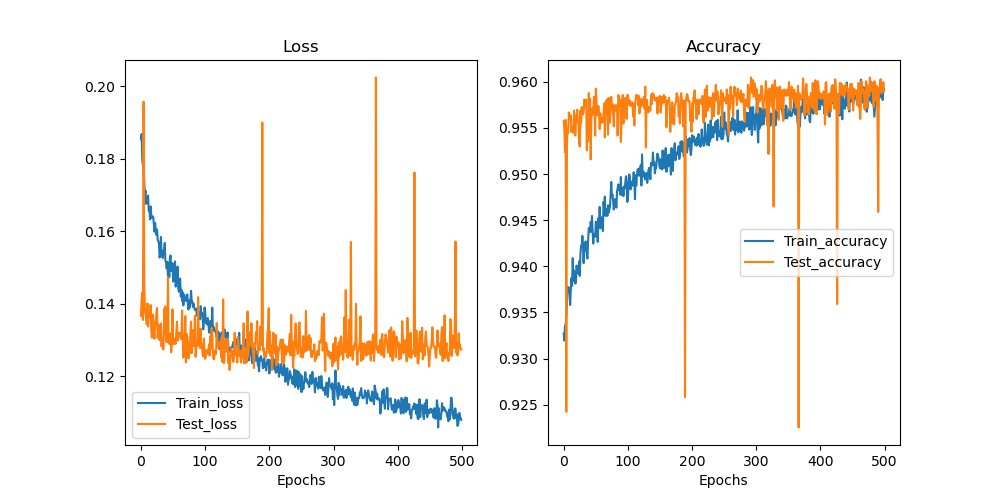 Loss
0.20
0.18
0.16
0.14
0.12
Train_loss
Test_loss
0 100 200 300 400 500
Epochs
Accuracy
0.960
0.955
0.950
0.945
0.940
0.935
0.930
0.925
Train_accuracy
Test_accuracy
0 100 200 300 400 500
Epochs